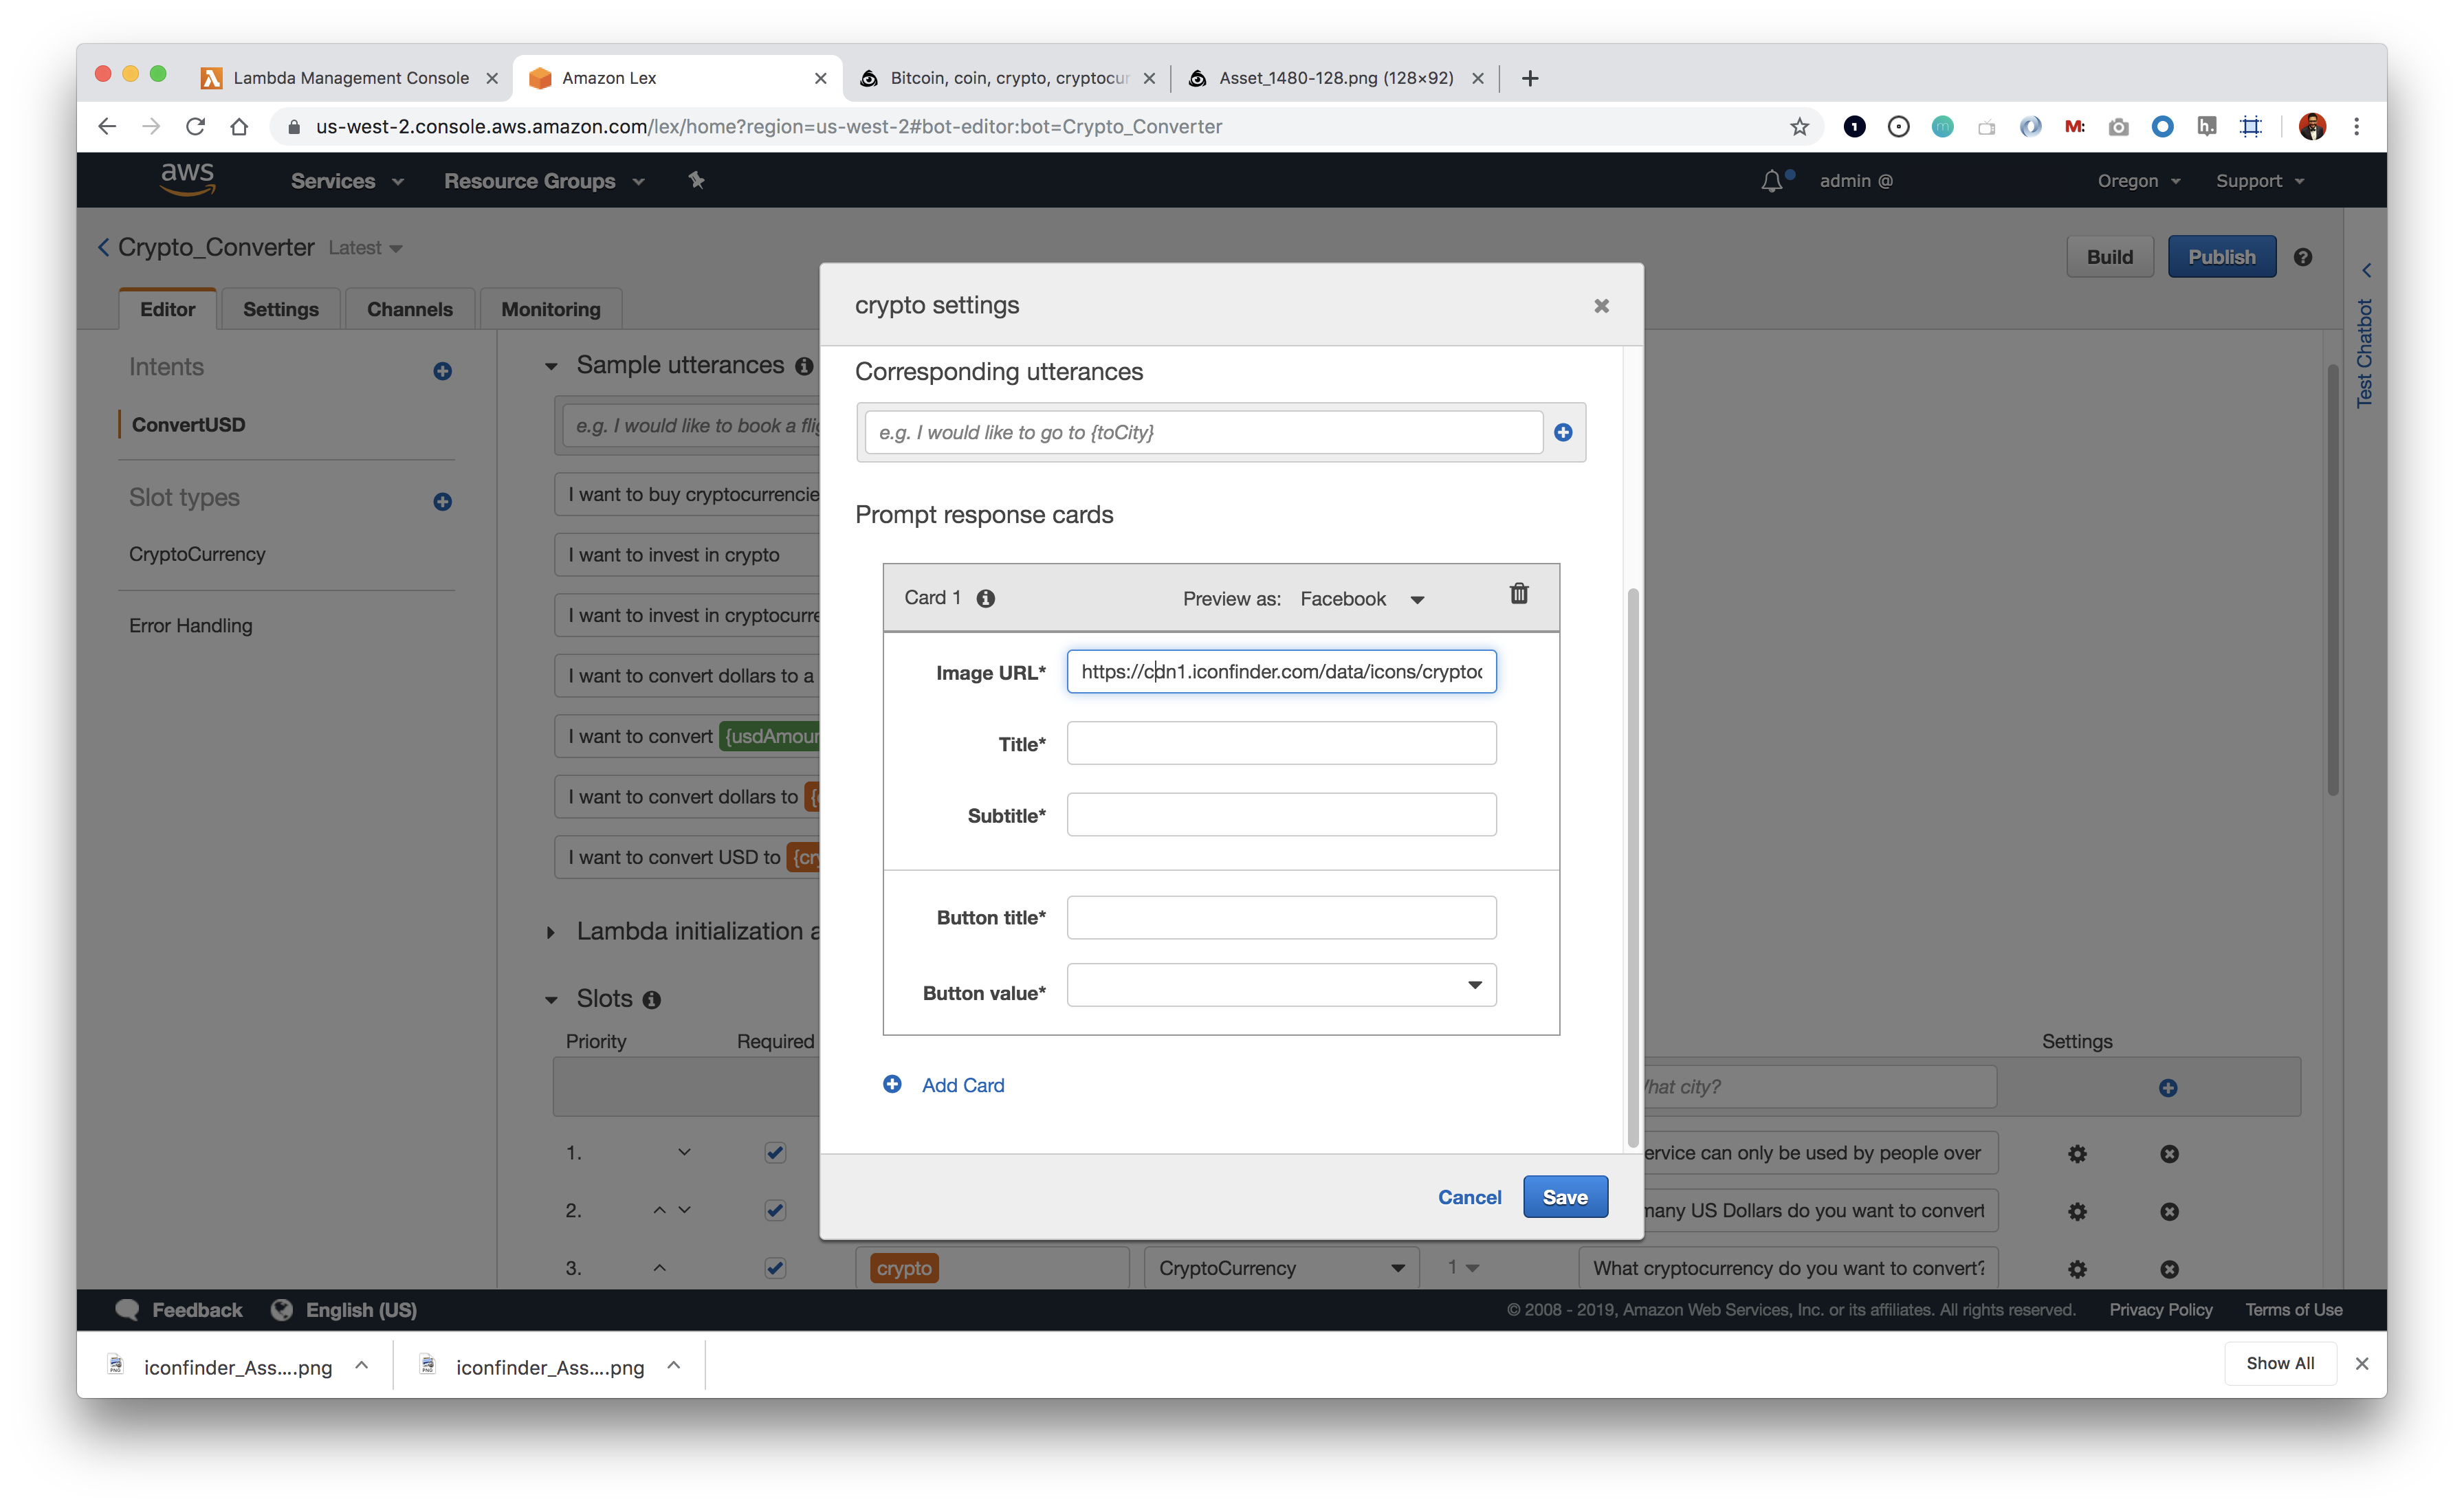 Lambda Management Console
Amazon Lex
Bitcoin, coin, crypto, cryptocur
Asset_1480-128.png (128×92)
us-west-2.console.aws.amazon.com/lex/home?region=us-west-2#bot-editor:bot=Crypto_Converter
aws
Services
Resource Groups
admin @
Oregon
Support
Crypto_Converter
Latest
Build
Publish
Editor
Settings
Channels
Monitoring
Test Chatbot
Intents
ConvertUSD
Slot types
CryptoCurrency
Error Handling
Sample utterances
e.g. I would like to book a flig
I want to buy cryptocurrencie
I want to invest in crypto
I want to invest in cryptocurre
I want to convert dollars to a
I want to convert {usdAmoun
I want to convert dollars to {
I want to convert USD to {cry
Lambda initialization a
Slots
Priority
Required
Settings
hat city?
1.
ervice can only be used by people over
2.
many US Dollars do you want to convert
3.
crypto
CryptoCurrency
1
What cryptocurrency do you want to convert?
crypto settings
Corresponding utterances
e.g. I would like to go to {toCity}
Prompt response cards
Card 1
Preview as: Facebook
Image URL*
https://cdn1.iconfinder.com/data/icons/cryptoc
Title*
Subtitle*
Button title*
Button value*
Add Card
Cancel
Save
Feedback
English (US)
© 2008 - 2019, Amazon Web Services, Inc. or its affiliates. All rights reserved.
Privacy Policy
Terms of Use
iconfinder_Ass....png
iconfinder_Ass....png
Show All